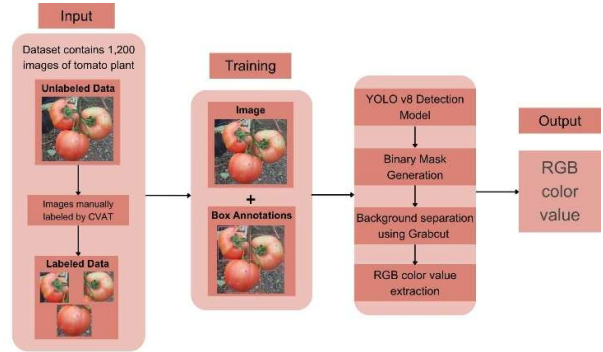 Input
Dataset contains 1,200
images of tomato plant
Unlabeled Data
Images manually
labeled by CVAT
Labeled Data
Training
Image
+
Box Annotations
YOLO v8 Detection
Model
Binary Mask
Generation
Background separation
using Grabcut
RGB color value
extraction
Output
RGB
color
value